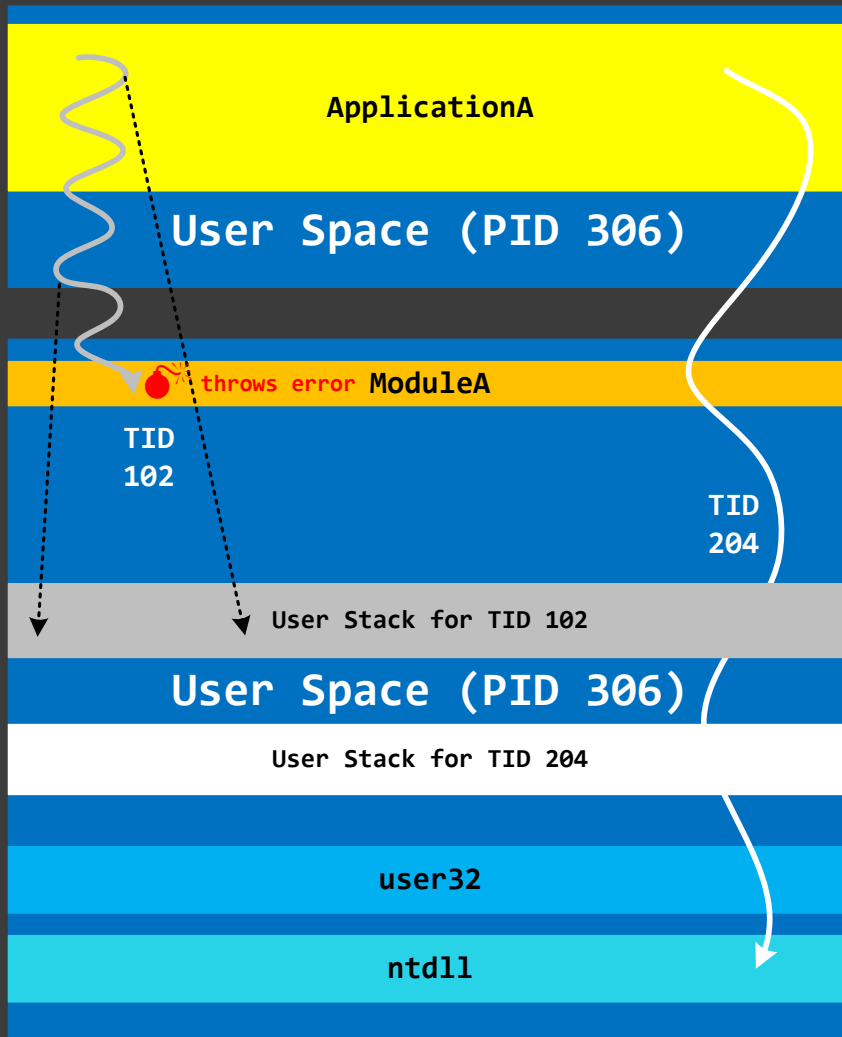 ApplicationA
User Space (PID 306)
throws error ModuleA
TID
102
TID
204
User Stack for TID 102
User Space (PID 306)
User Stack for TID 204
user32
ntdll